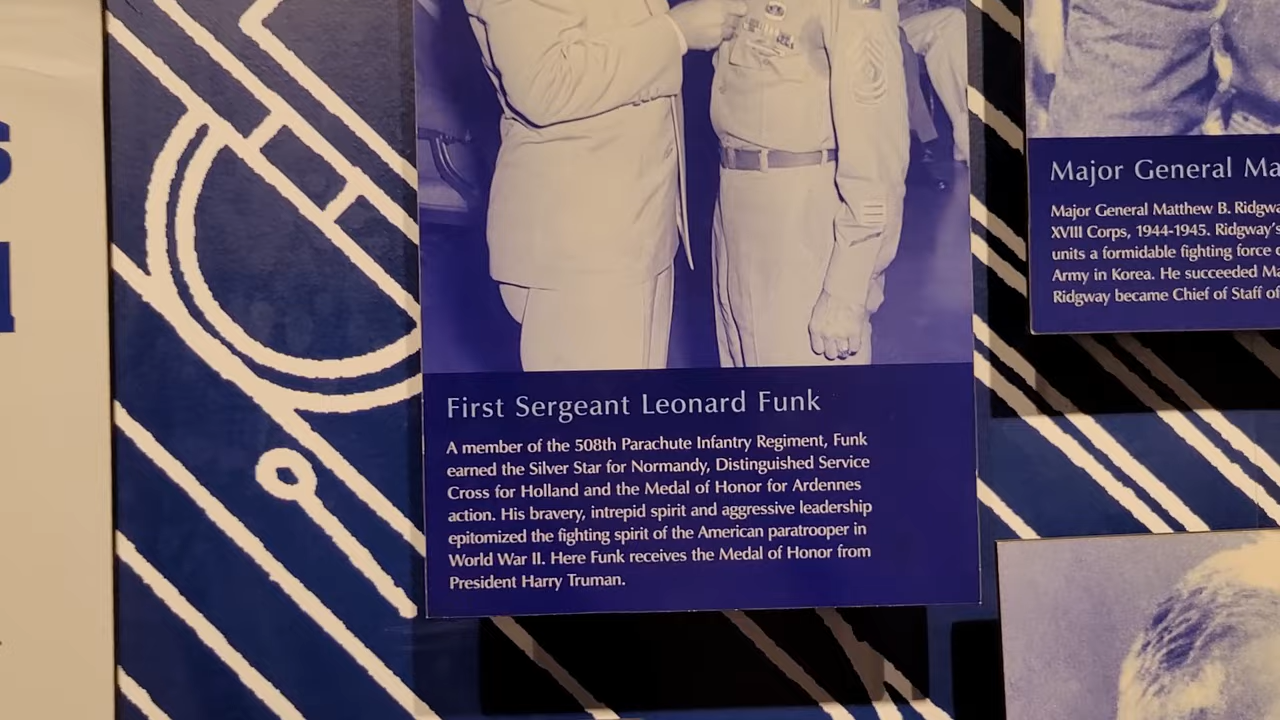 First Sergeant Leonard Funk
A member of the 508th Parachute Infantry Regiment, Funk
earned the Silver Star for Normandy, Distinguished Service
Cross for Holland and the Medal of Honor for Ardennes
action. His bravery, intrepid spirit and aggressive leadership
epitomized the fighting spirit of the American paratrooper in
World War II. Here Funk receives the Medal of Honor from
President Harry Truman.
Major General Ma
Major General Matthew B. Ridgwa
XVIII Corps, 1944-1945. Ridgway's
units a formidable fighting force
Army in Korea. He succeeded Ma
Ridgway became Chief of Staff of